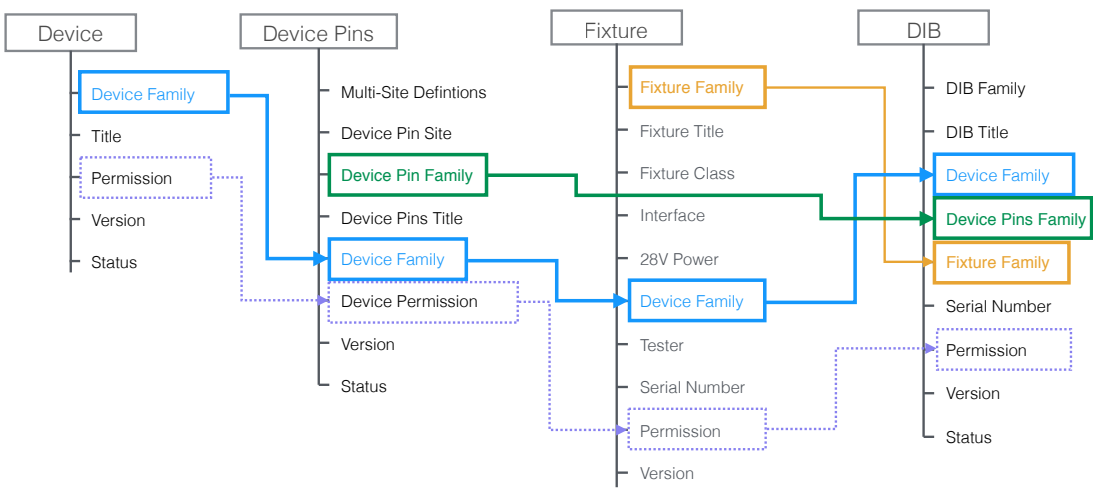 Device
Device Family
Title
Permission
Version
Status
Device Pins
Multi-Site Defintions
Device Pin Site
Device Pin Family
Device Pins Title
Device Family
Device Permission
Version
Status
Fixture
Fixture Family
Fixture Title
Fixture Class
Interface
28V Power
Device Family
Tester
Serial Number
Permission
Version
DIB
DIB Family
DIB Title
Device Family
Device Pins Family
Fixture Family
Serial Number
Permission
Version
Status